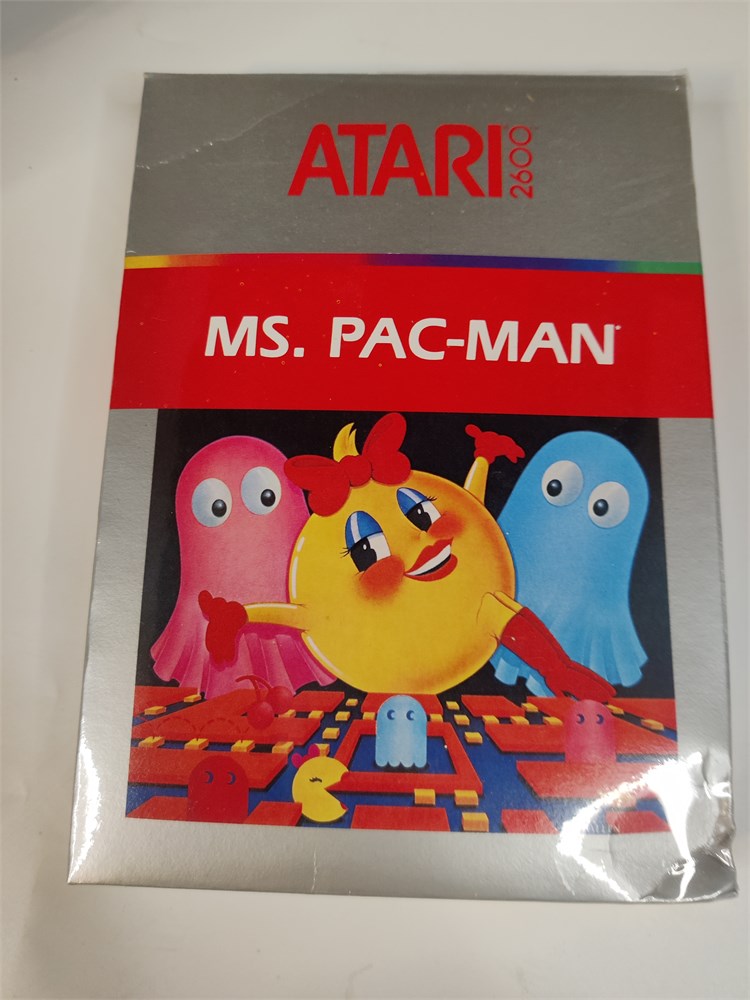 ATARI 2600
MS. PAC-MAN